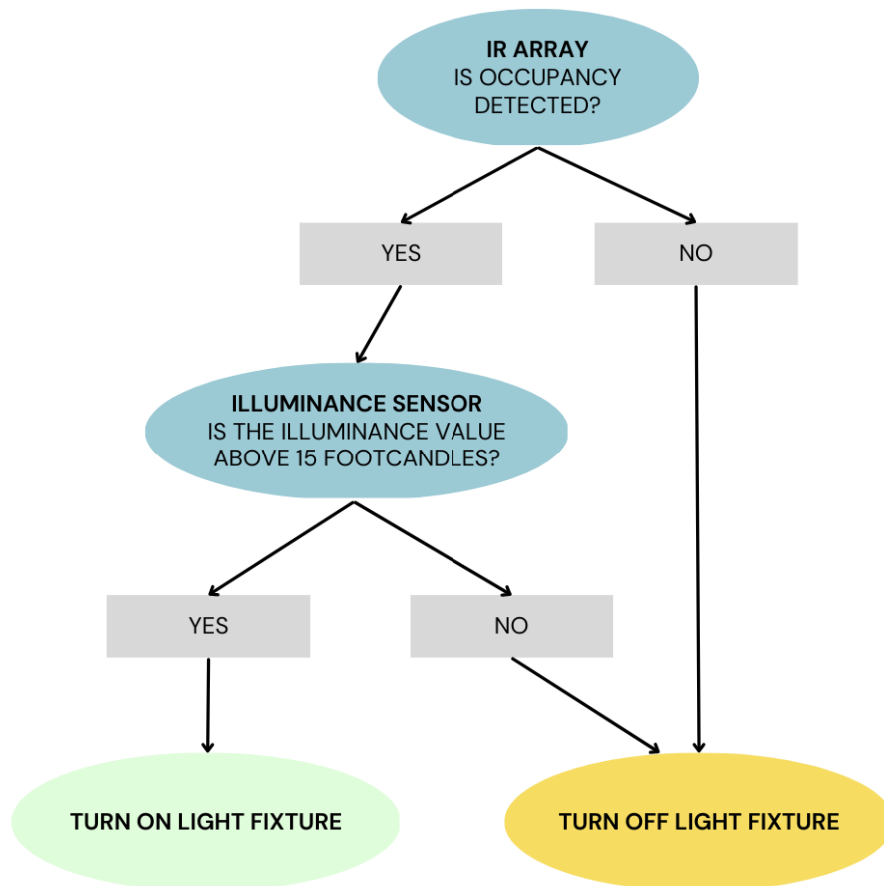 IR ARRAY
IS OCCUPANCY
DETECTED?
YES
NO
ILLUMINANCE SENSOR
IS THE ILLUMINANCE VALUE
ABOVE 15 FOOTCANDLES?
YES
NO
TURN ON LIGHT FIXTURE
TURN OFF LIGHT FIXTURE